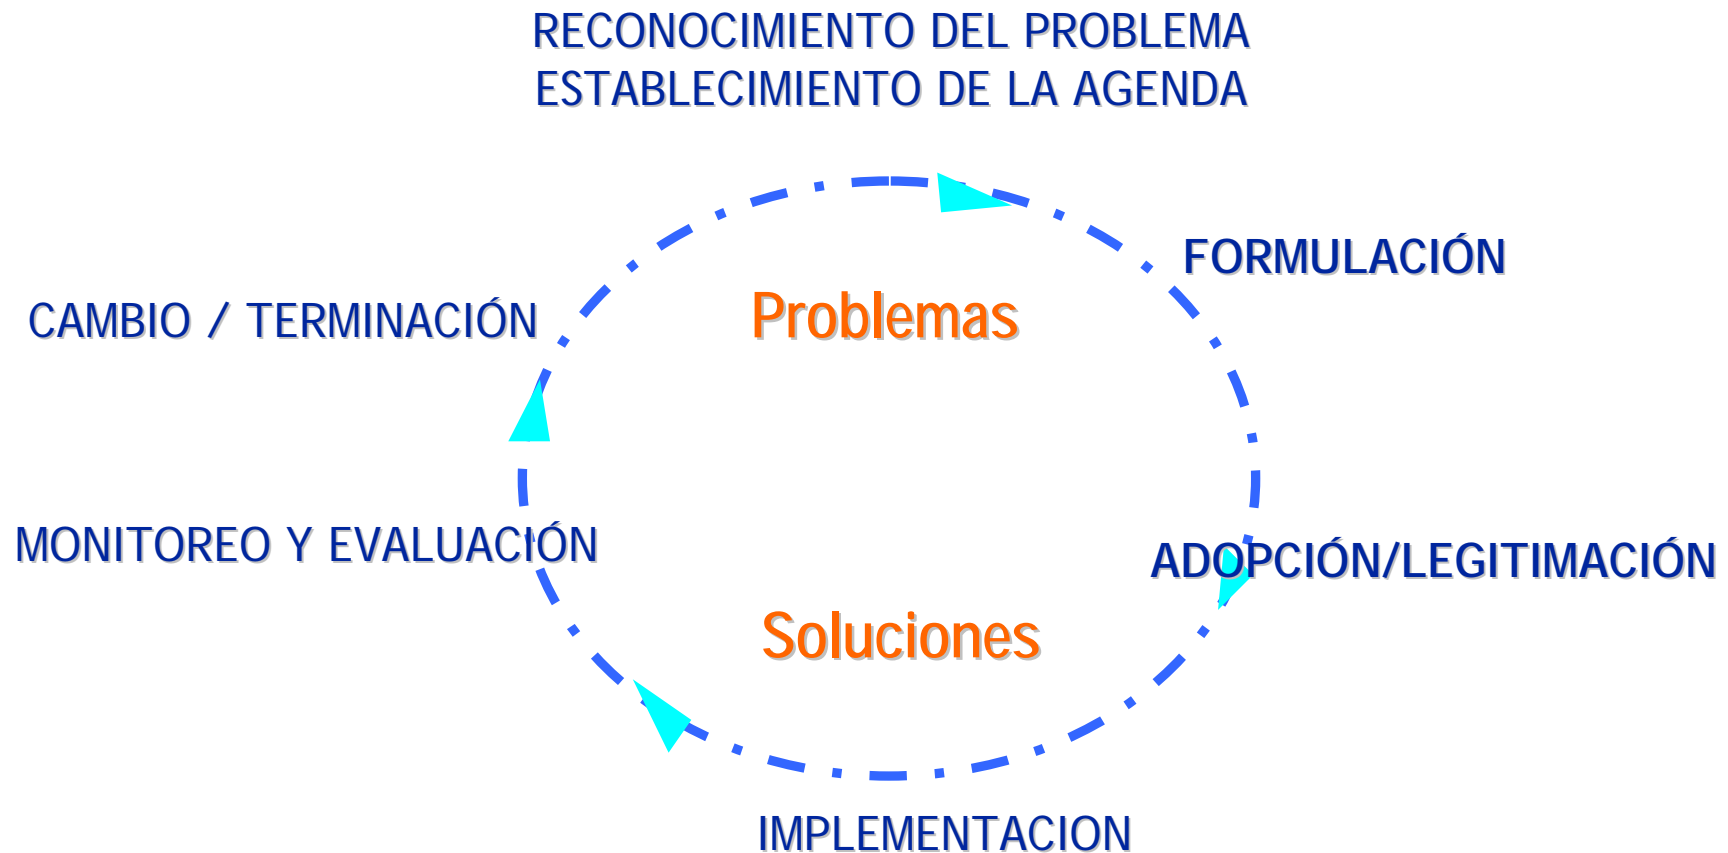 RECONOCIMIENTO DEL PROBLEMA
ESTABLECIMIENTO DE LA AGENDA
FORMULACIÓN
Problemas
CAMBIO / TERMINACIÓN
MONITOREO Y EVALUACIÓN
ADOPCIÓN/LEGITIMACIÓN
Soluciones
IMPLEMENTACION